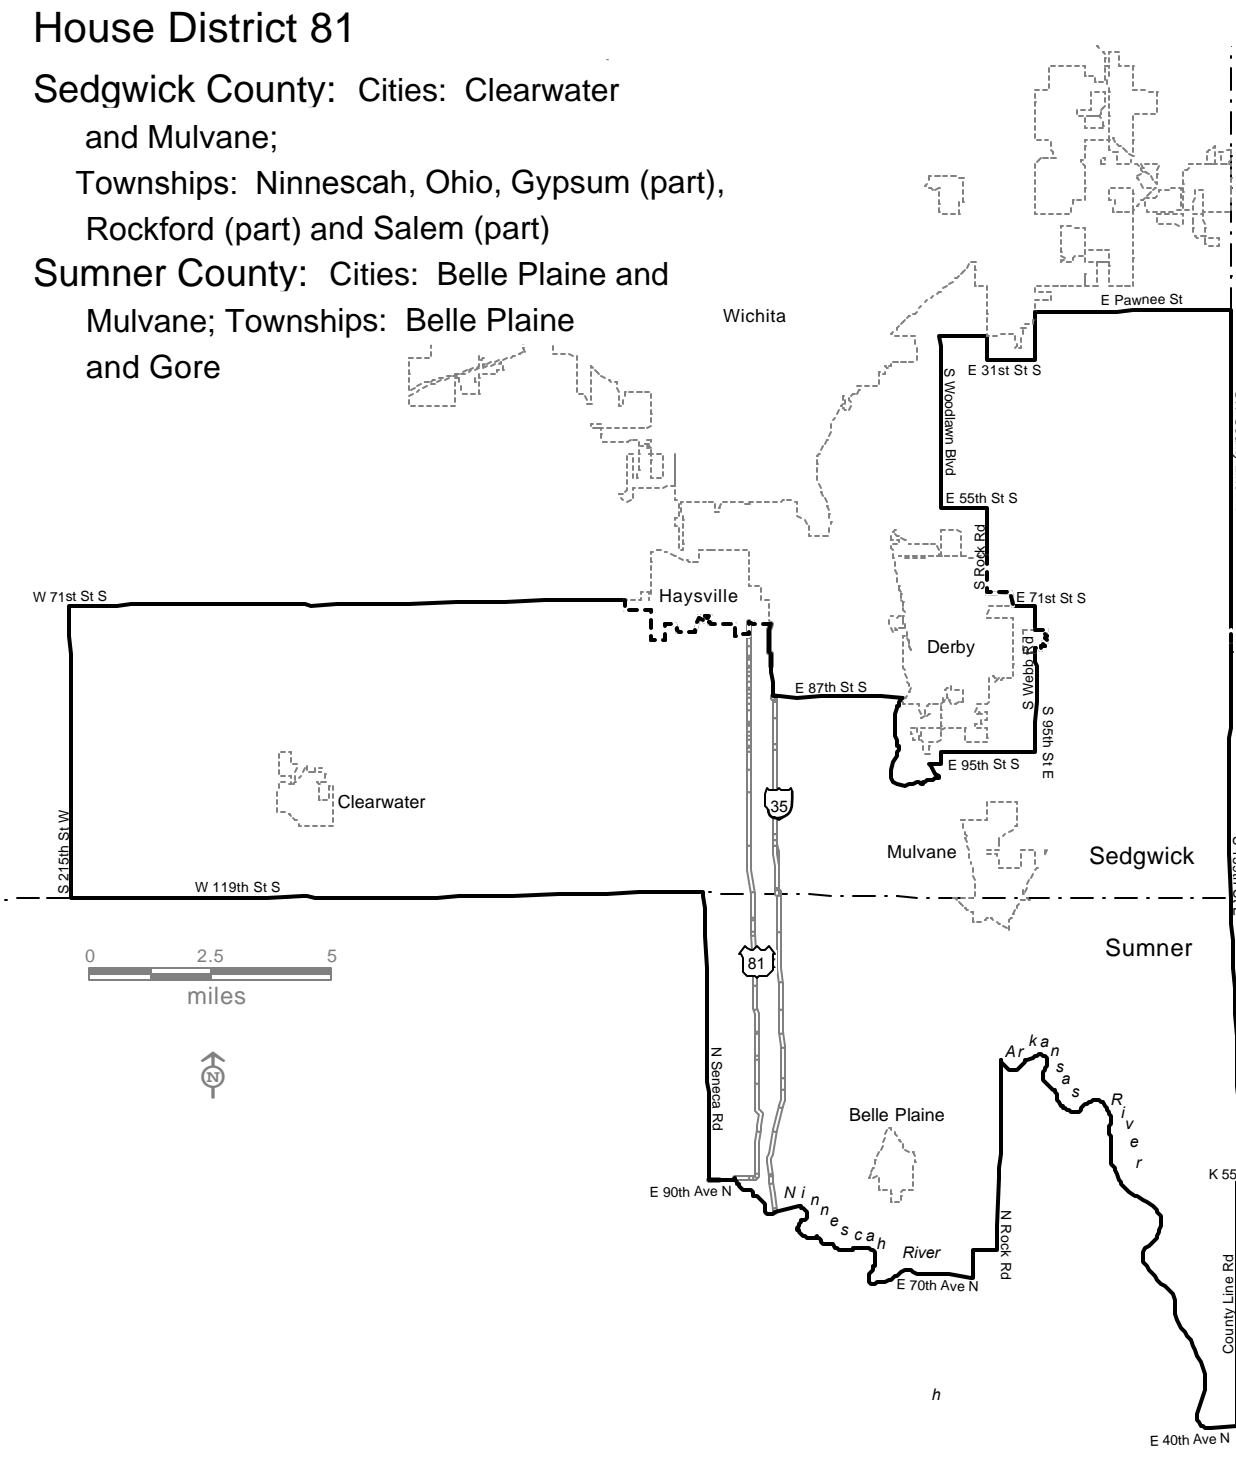 House District 81
Sedgwick County: Cities: Clearwater
and Mulvane;
Townships: Ninnescah, Ohio, Gypsum (part),
Rockford (part) and Salem (part)
Sumner County: Cities: Belle Plaine and
Mulvane; Townships: Belle Plaine
and Gore
E Pawnee St
Wichita
E 31st St S
S Woodlawn Blvd
E 55th St S
S Rock Rd
W 71st St S
Haysville
E 71st St S
Derby
S Webb Rd
E 87th St S
S 95th St E
E 95th St S
Clearwater
35
S 215th St W
Mulvane
Sedgwick
W 119th St S
Sumner
0 2.5 5
miles
81
N
N Seneca Rd
Arkansas River
Belle Plaine
K 55
E 90th Ave N
Ninnescah River
N Rock Rd
E 70th Ave N
County Line Rd
h
E 40th Ave N